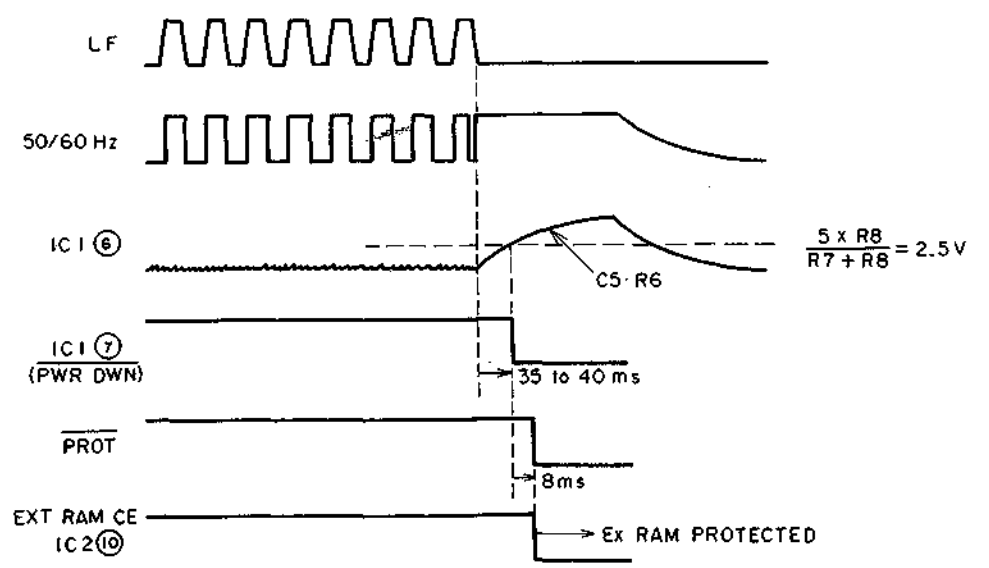 LF
50/60 Hz
IC1 ⑥
C5·R6
5 x R8
R7 + R8
= 2.5V
IC1 ⑦
(PWR DWN)
35 to 40 ms
PROT
8ms
EXT RAM CE
IC2 ⑩
Ex RAM PROTECTED